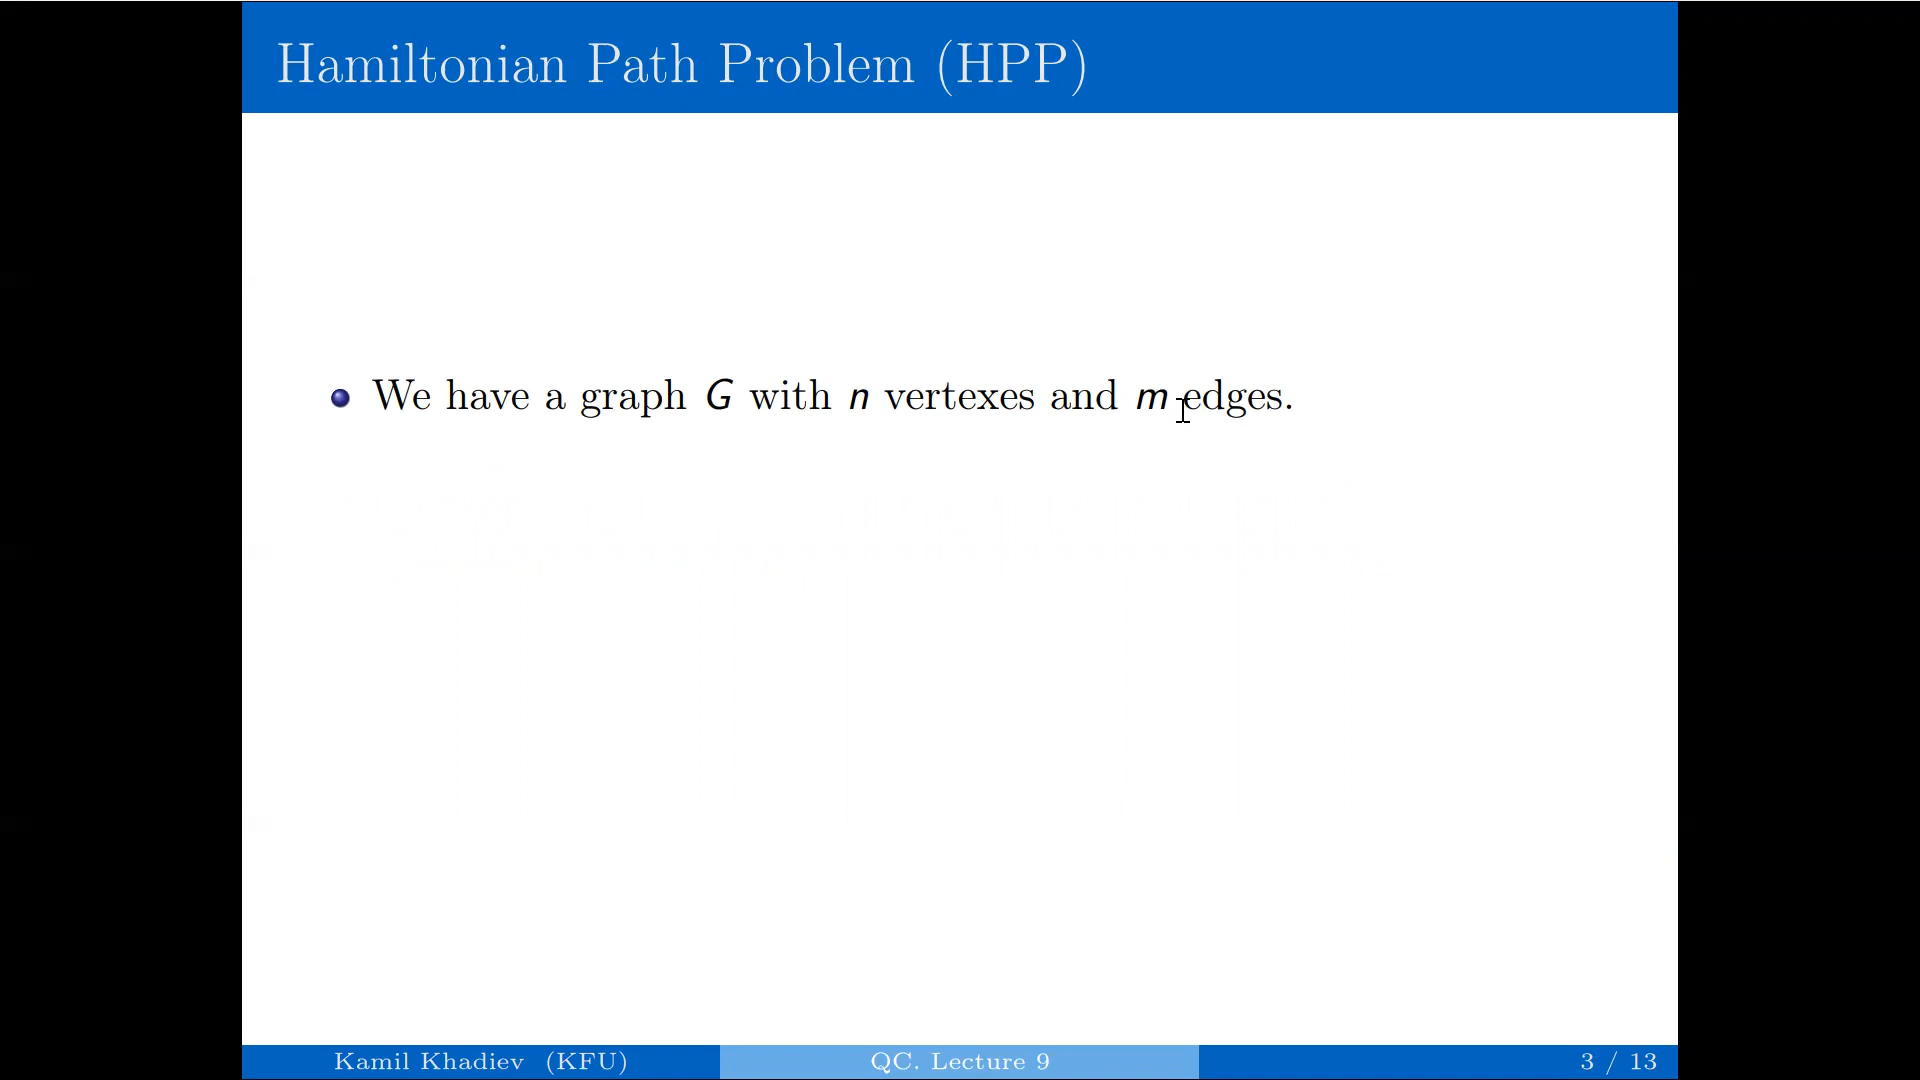 Hamiltonian Path Problem (HPP)
We have a graph G with n vertexes and m edges.
Kamil Khadiev (KFU)
QC. Lecture 9
3 / 13